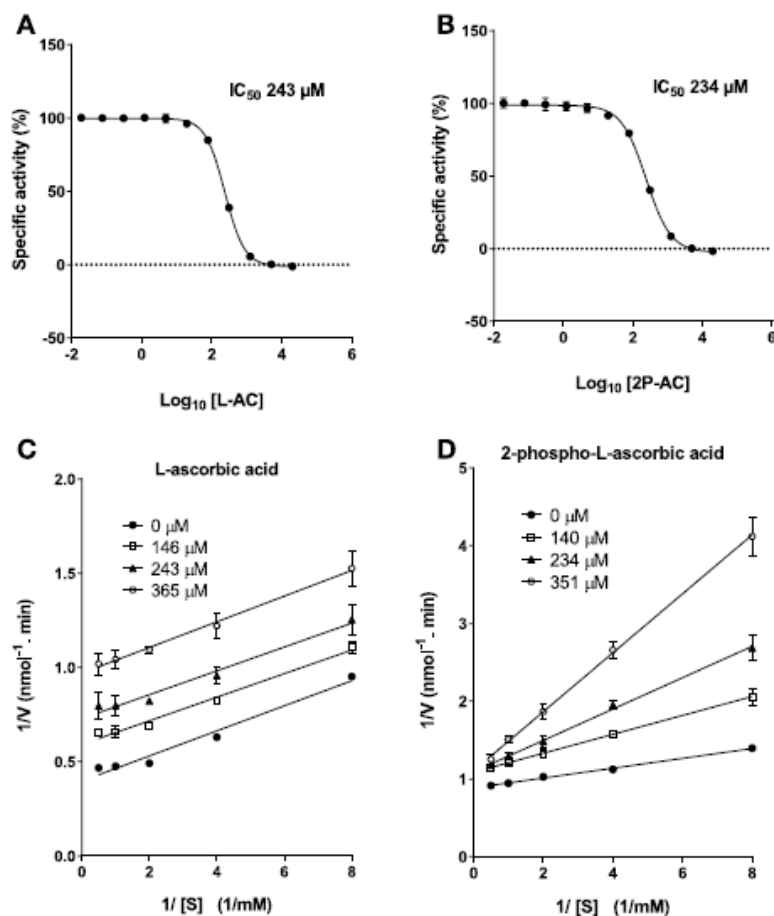 A
150
100
50
0
-50
Specific activity (%)
IC50 243 µM
-2 0 2 4 6
Log10 [L-AC]
B
150
100
50
0
-50
Specific activity (%)
IC50 234 µM
-2 0 2 4 6
Log10 [2P-AC]
C
L-ascorbic acid
2.0
1.5
1.0
0.5
0.0
1/V (nmol-1. min)
0 µM
146 µM
243 µM
365 µM
0 2 4 6 8
1/ [S] (1/mM)
D
2-phospho-L-ascorbic acid
5
4
3
2
1
0
1/V (nmol-1. min)
0 µM
140 µM
234 µM
351 µM
0 2 4 6 8
1/ [S] (1/mM)